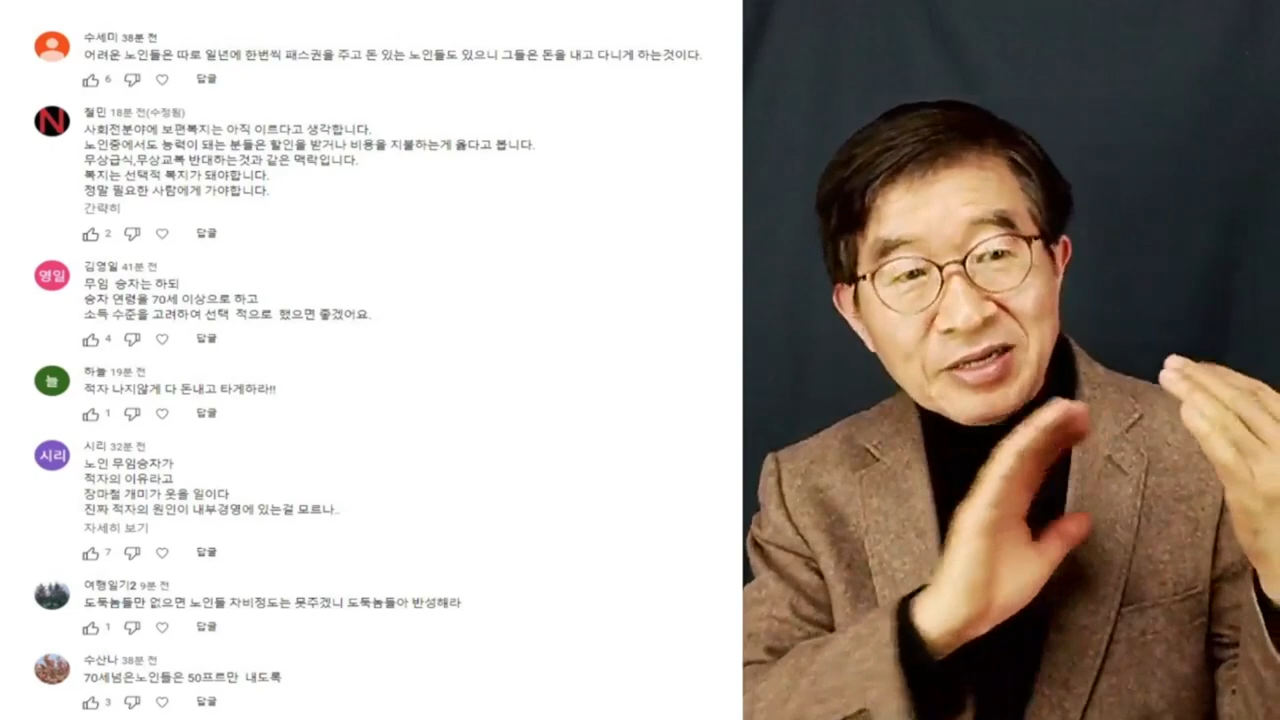 수세미 38분 전
어려운 노인들은 따로 일년에 한번씩 패스권을 주고 돈 있는 노인들도 있으니 그들은 돈을 내고 다니게 하는것이다.
6 답글
N
철민 18분 전(수정됨)
사회전분야에 보편복지는 아직 이르다고 생각합니다.
노인중에서도 능력이 돼는 분들은 할인을 받거나 비용을 지불하는게 옳다고 봅니다.
무상급식,무상교복 반대하는것과 같은 맥락입니다.
복지는 선택적 복지가 돼야합니다.
정말 필요한 사람에게 가야합니다.
간략히
2 답글
영일
김영일 41분 전
무임 승차는 하되
승차 연령을 70세 이상으로 하고
소득 수준을 고려하여 선택 적으로 했으면 좋겠어요.
4 답글
늘
하늘 19분 전
적자 나지않게 다 돈내고 타게하라!!
1 답글
시리
시리 32분 전
노인 무임승차가
적자의 이유라고
장마철 개미가 웃을 일이다
진짜 적자의 원인이 내부경영에 있는걸 모르나..
자세히 보기
7 답글
여행일기2 9분 전
도둑놈들만 없으면 노인들 차비정도는 못주겠니 도둑놈들아 반성해라
1 답글
수산나 38분 전
70세넘은노인들은 50프르만 내도록
3 답글